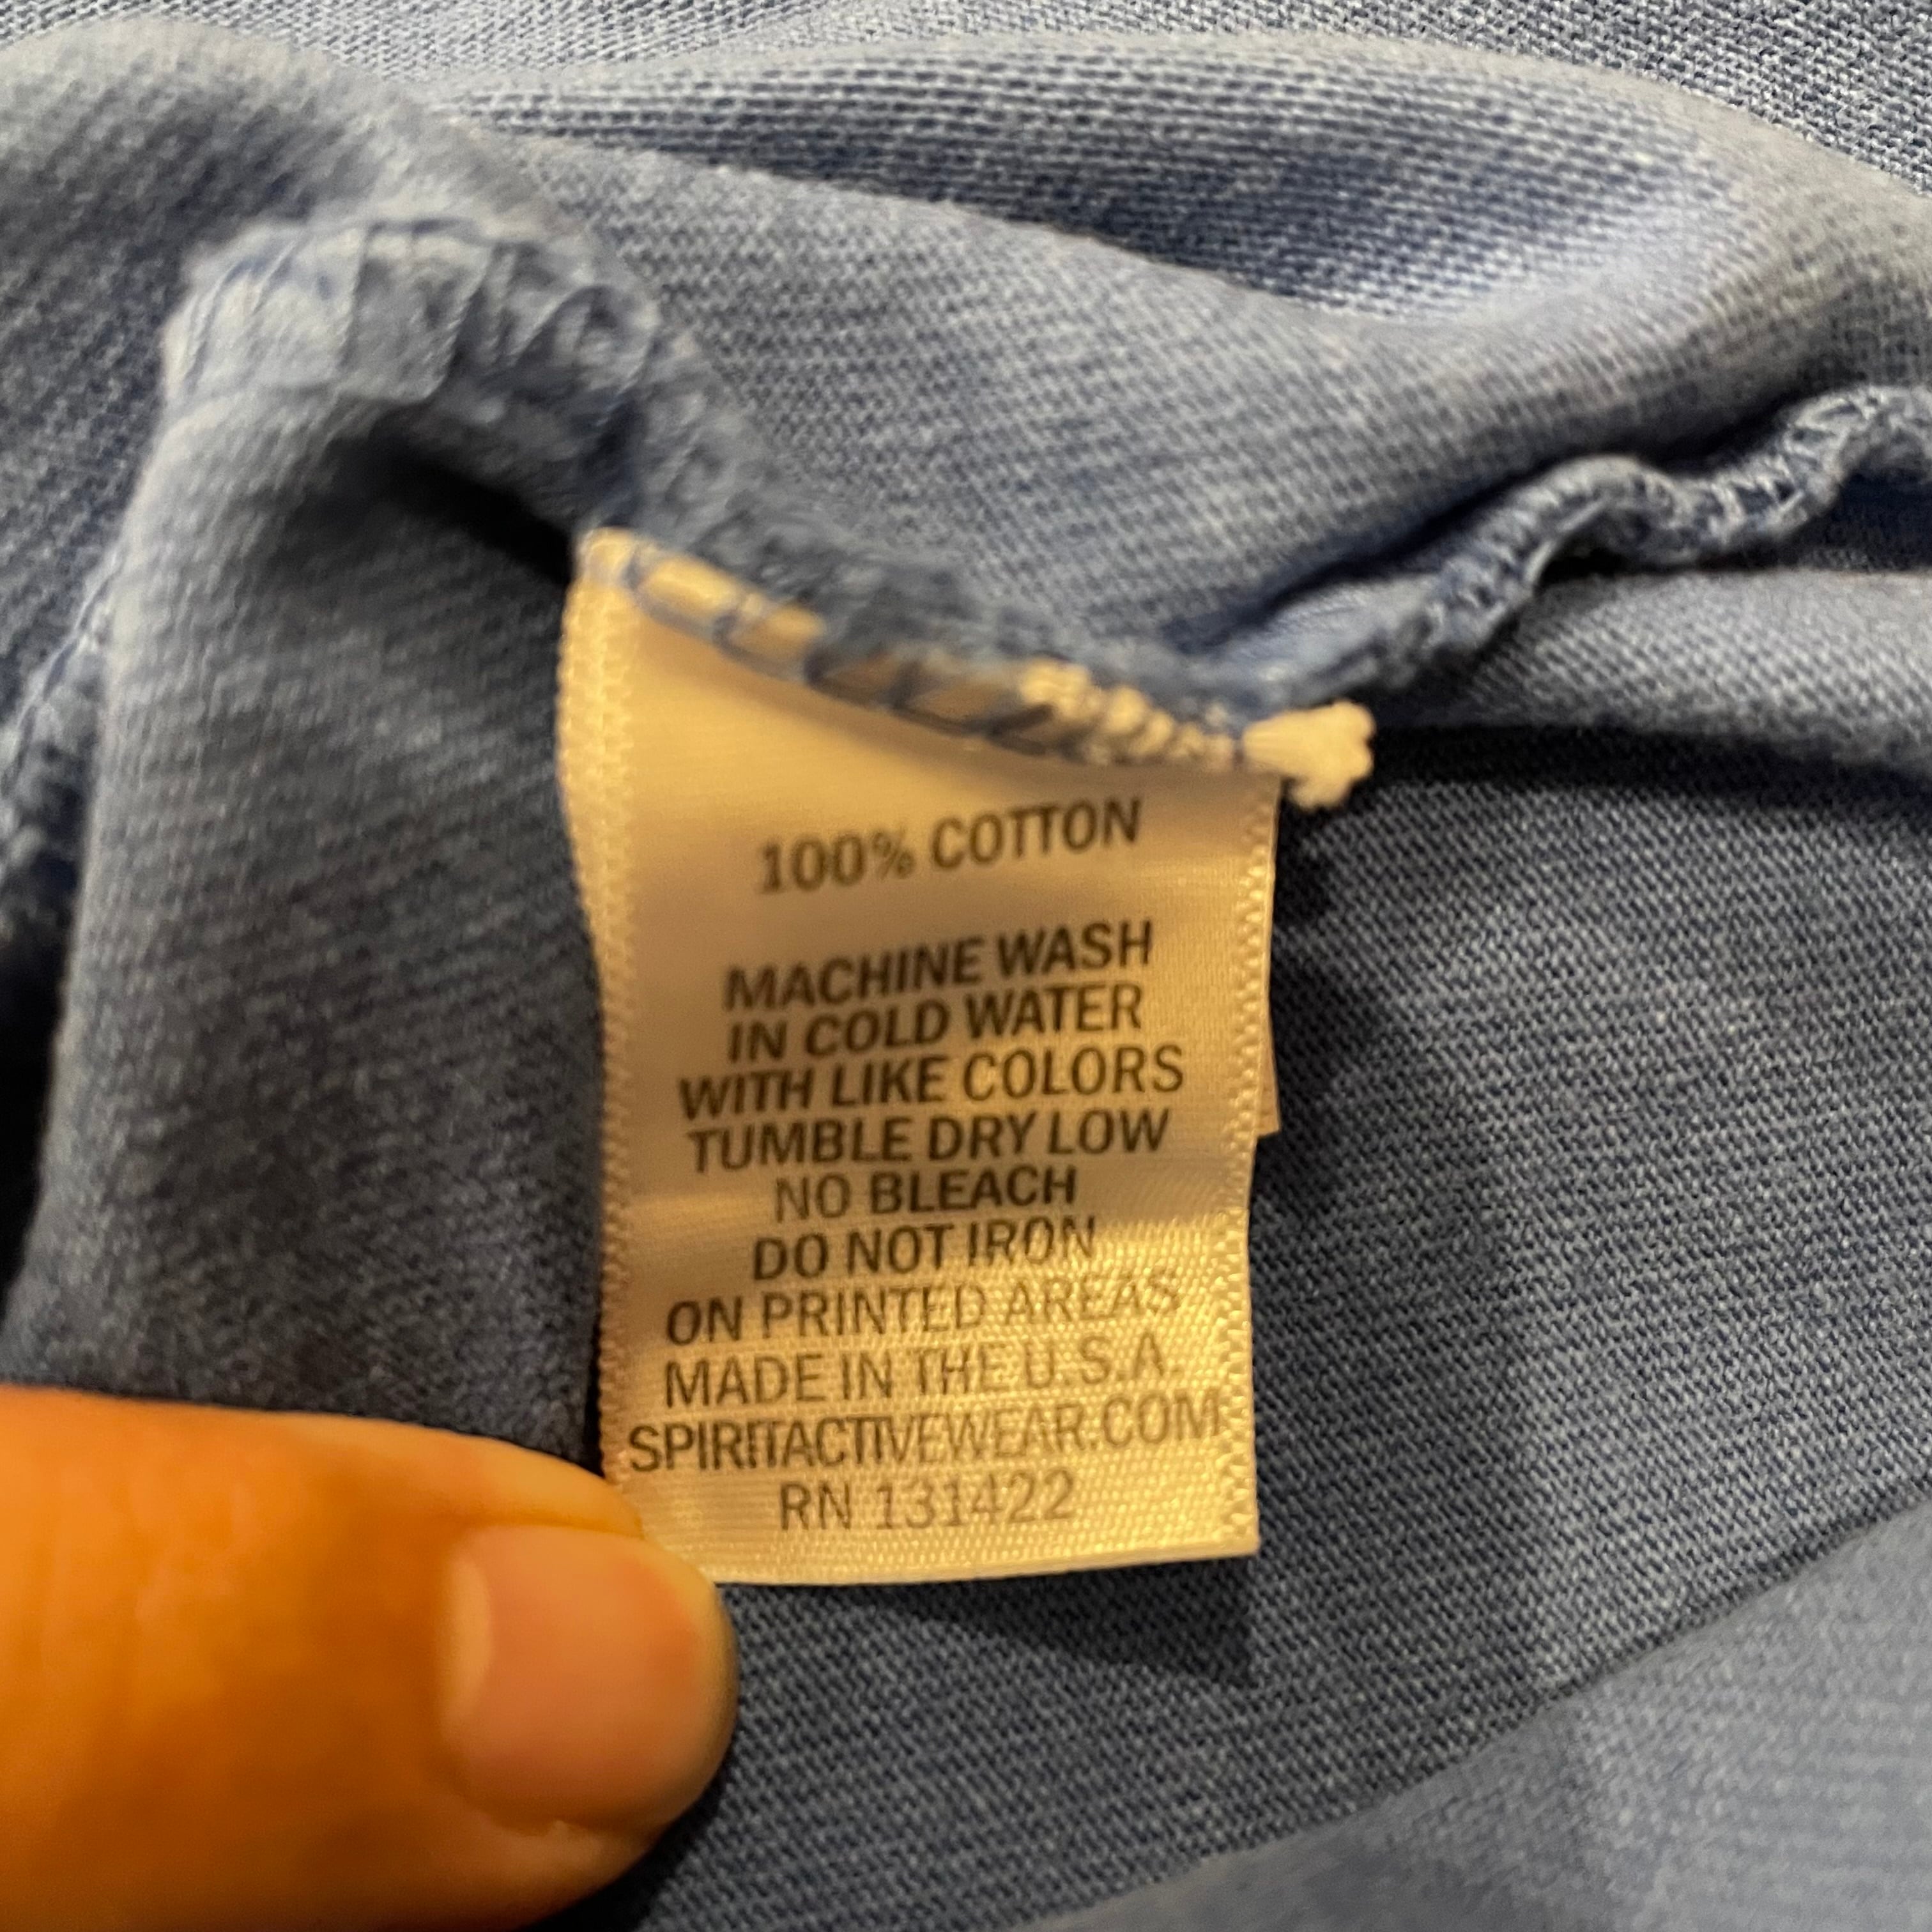 100% COTTON
MACHINE WASH
IN COLD WATER
WITH LIKE COLORS
TUMBLE DRY LOW
NO BLEACH
DO NOT IRON
ON PRINTED AREAS
MADE IN THE U.S.A.
SPIRITACTIVEWEAR.COM
RN 131422